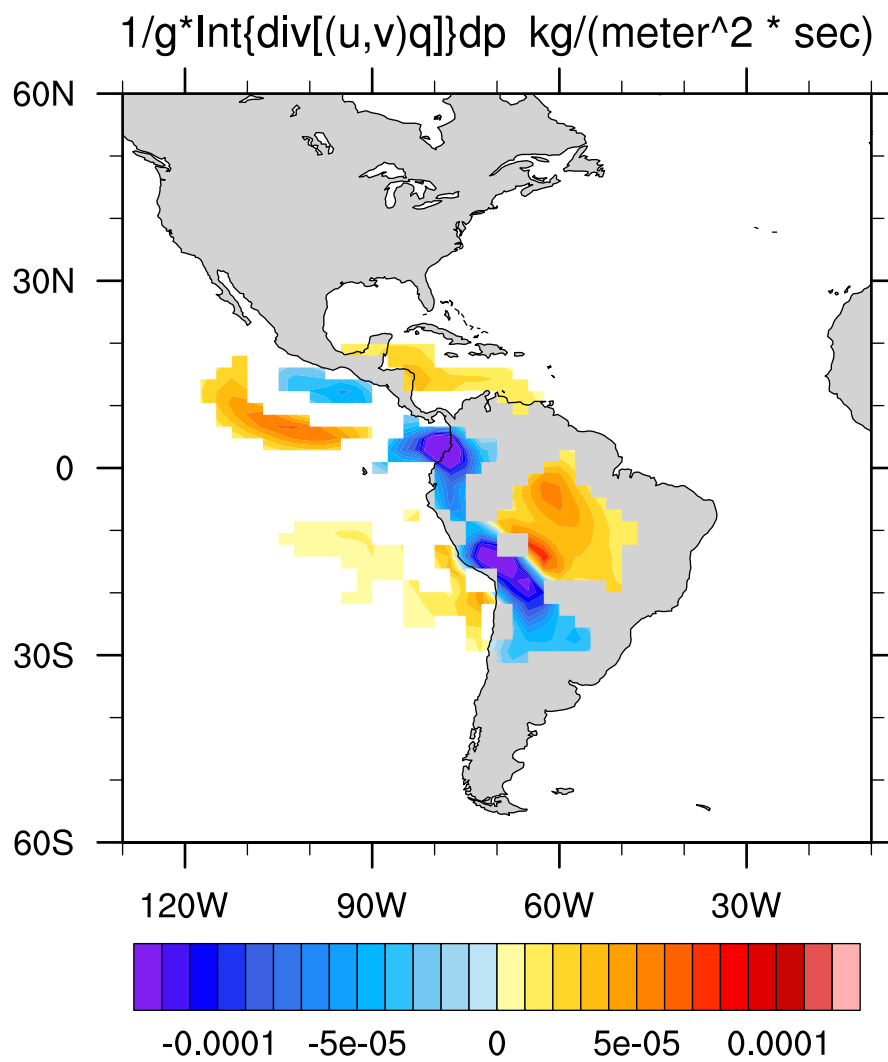 1/g*Int{div[(u,v)q]}dp kg/(meter^2 * sec)
60N
30N
0
30S
60S
120W 90W 60W 30W
-0.0001 -5e-05 0 5e-05 0.0001